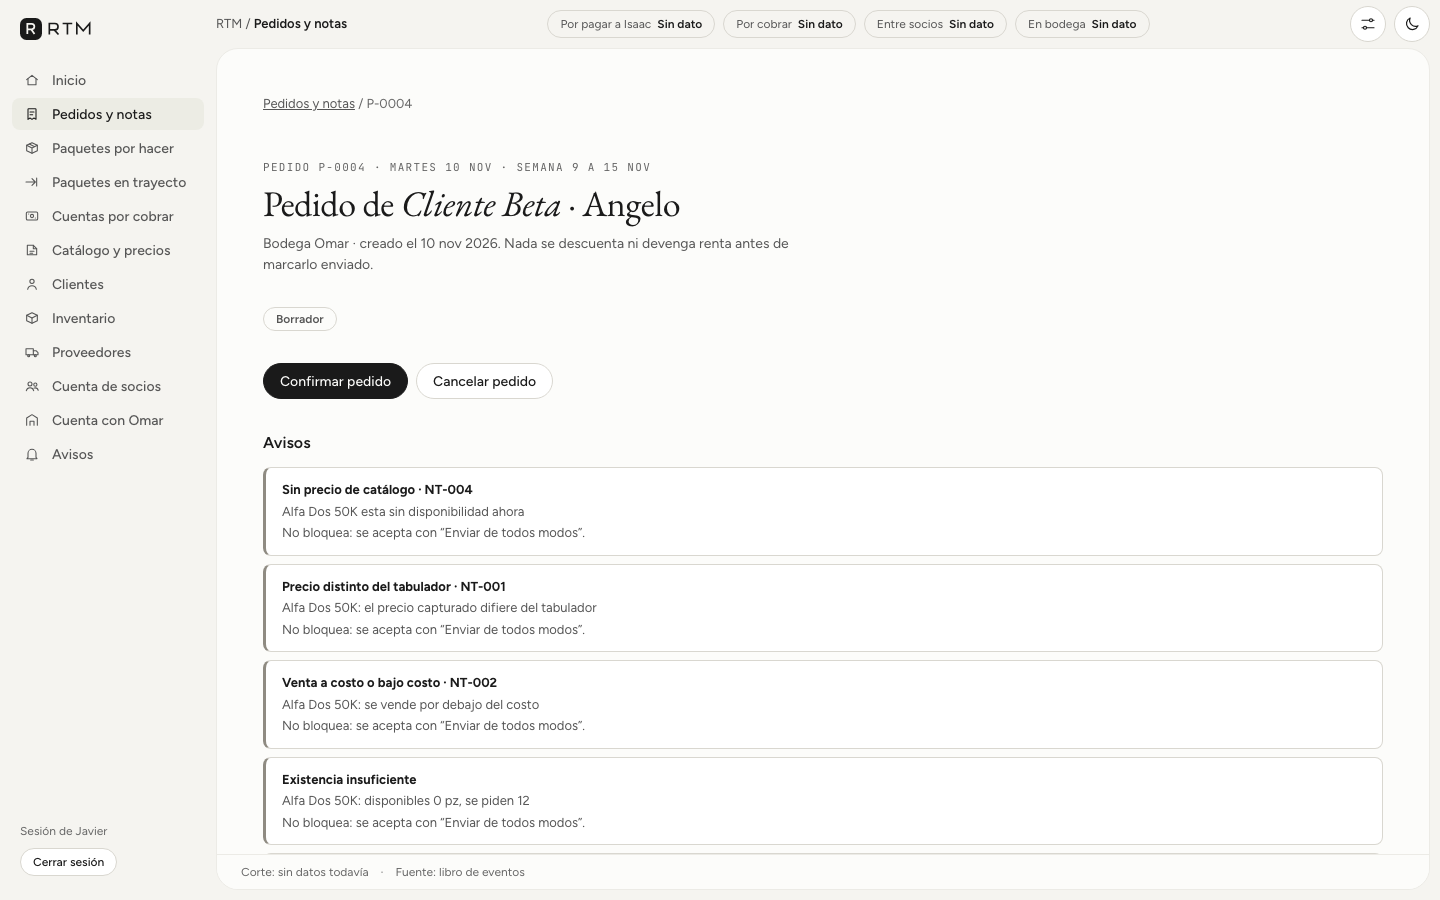 R RTM
RTM / Pedidos y notas
Por pagar a Isaac Sin dato
Por cobrar Sin dato
Entre socios Sin dato
En bodega Sin dato
Inicio
Pedidos y notas
Paquetes por hacer
Paquetes en trayecto
Cuentas por cobrar
Catálogo y precios
Clientes
Inventario
Proveedores
Cuenta de socios
Cuenta con Omar
Avisos
Sesión de Javier
Cerrar sesión
Pedidos y notas / P-0004
PEDIDO P-0004 · MARTES 10 NOV · SEMANA 9 A 15 NOV
Pedido de Cliente Beta · Angelo
Bodega Omar · creado el 10 nov 2026. Nada se descuenta ni devenga renta antes de
marcarlo enviado.
Borrador
Confirmar pedido
Cancelar pedido
Avisos
Sin precio de catálogo · NT-004
Alfa Dos 50K esta sin disponibilidad ahora
No bloquea: se acepta con “Enviar de todos modos”.
Precio distinto del tabulador · NT-001
Alfa Dos 50K: el precio capturado difiere del tabulador
No bloquea: se acepta con “Enviar de todos modos”.
Venta a costo o bajo costo · NT-002
Alfa Dos 50K: se vende por debajo del costo
No bloquea: se acepta con “Enviar de todos modos”.
Existencia insuficiente
Alfa Dos 50K: disponibles 0 pz, se piden 12
No bloquea: se acepta con “Enviar de todos modos”.
Corte: sin datos todavía · Fuente: libro de eventos